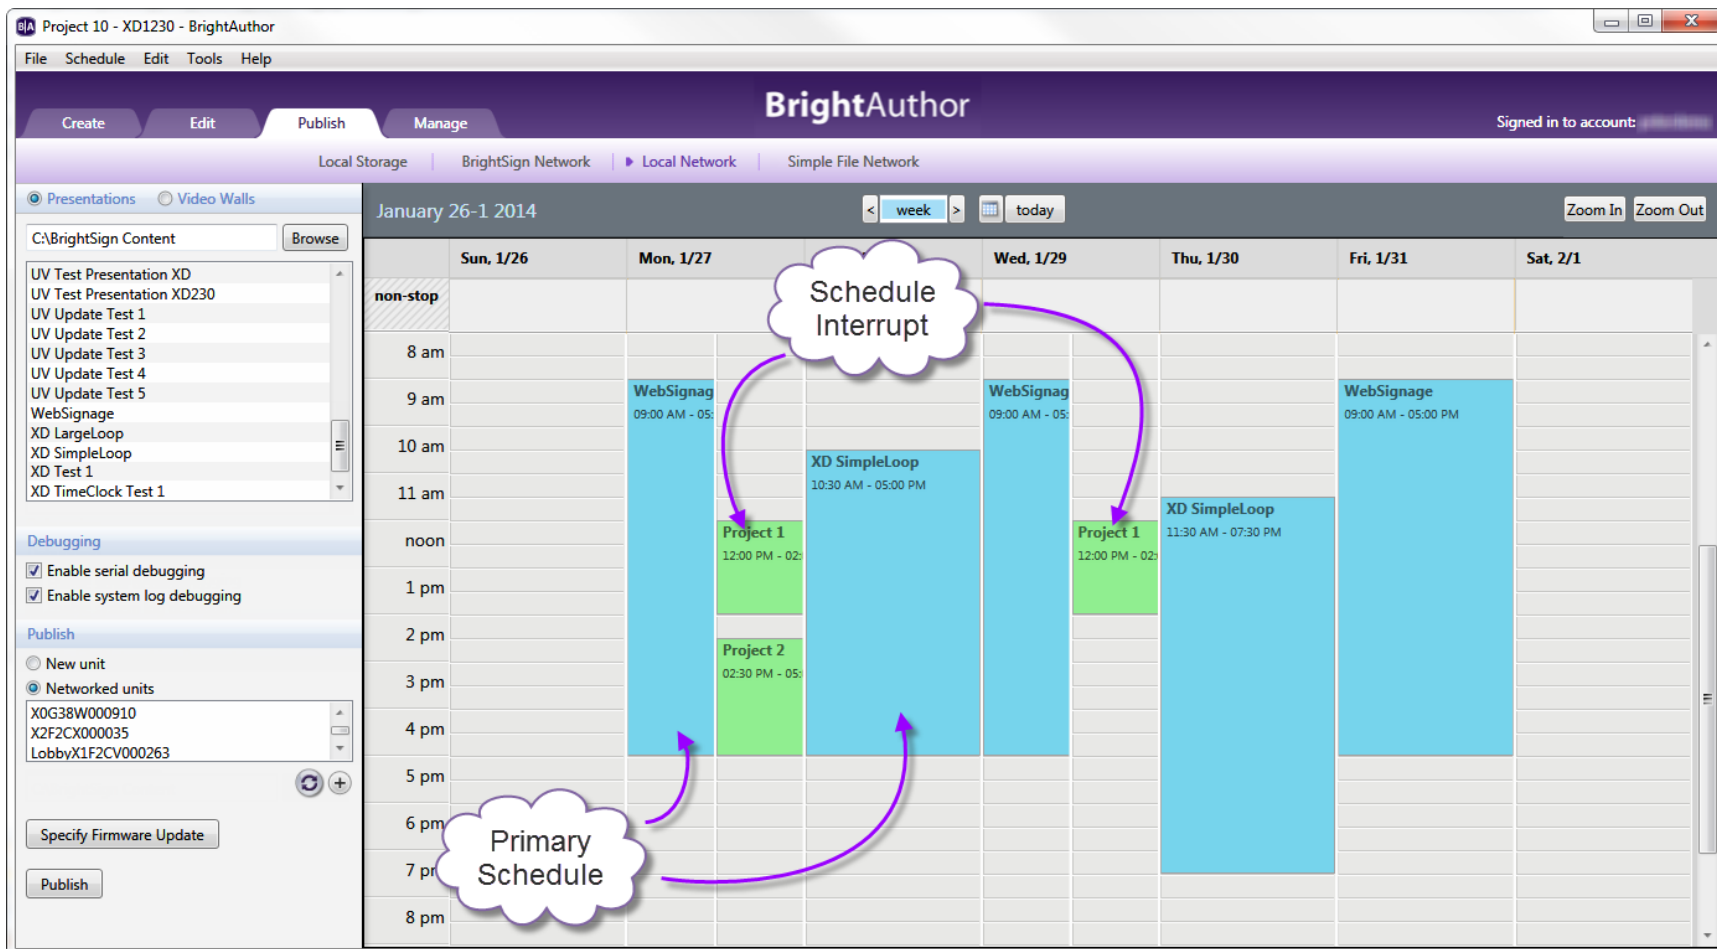 B|A Project 10 - XD1230 - BrightAuthor
File Schedule Edit Tools Help
BrightAuthor
Create Edit Publish Manage
Signed in to account:
Local Storage BrightSign Network Local Network Simple File Network
Presentations Video Walls
C:\BrightSign Content Browse
UV Test Presentation XD
UV Test Presentation XD230
UV Update Test 1
UV Update Test 2
UV Update Test 3
UV Update Test 4
UV Update Test 5
WebSignage
XD LargeLoop
XD SimpleLoop
XD Test 1
XD TimeClock Test 1
Debugging
Enable serial debugging
Enable system log debugging
Publish
New unit
Networked units
X0G38W000910
X2F2CX000035
LobbyX1F2CV000263
Specify Firmware Update
Publish
January 26-1 2014 < week > today Zoom In Zoom Out
Sun, 1/26 Mon, 1/27 Wed, 1/29 Thu, 1/30 Fri, 1/31 Sat, 2/1
non-stop
Schedule
Interrupt
8 am
9 am
10 am
11 am
noon
1 pm
2 pm
3 pm
4 pm
5 pm
6 pm
7 pm
8 pm
WebSignag
09:00 AM - 05:
Project 1
12:00 PM - 02:
Project 2
02:30 PM - 05:
XD SimpleLoop
10:30 AM - 05:00 PM
WebSignag
09:00 AM - 05:
Project 1
12:00 PM - 02:
XD SimpleLoop
11:30 AM - 07:30 PM
WebSignage
09:00 AM - 05:00 PM
Primary
Schedule